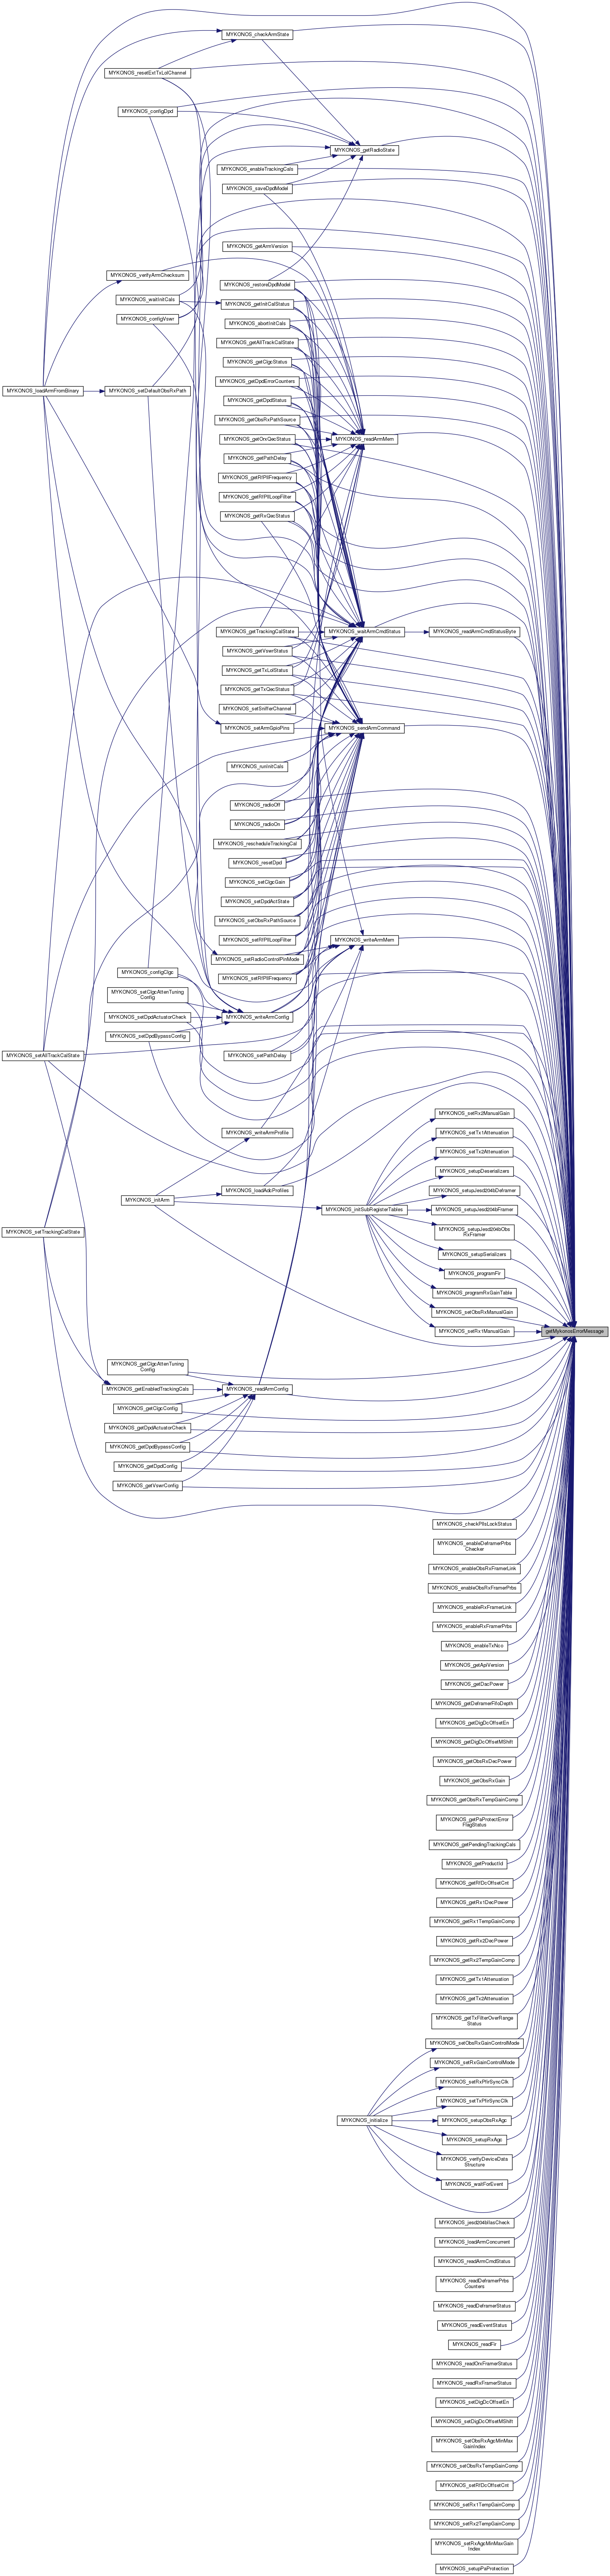 MYKONOS_checkArmState
MYKONOS_resetExtTxLolChannel
MYKONOS_configDpd
MYKONOS_getRadioState
MYKONOS_enableTrackingCals
MYKONOS_saveDpdModel
MYKONOS_getArmVersion
MYKONOS_verifyArmChecksum
MYKONOS_restoreDpdModel
MYKONOS_waitInitCals
MYKONOS_getInitCalStatus
MYKONOS_configVswr
MYKONOS_abortInitCals
MYKONOS_getAllTrackCalState
MYKONOS_getClgcStatus
MYKONOS_getDpdErrorCounters
MYKONOS_loadArmFromBinary
MYKONOS_setDefaultObsRxPath
MYKONOS_getDpdStatus
MYKONOS_getObsRxPathSource
MYKONOS_getOrxQecStatus
MYKONOS_readArmMem
MYKONOS_getPathDelay
MYKONOS_getRfPllFrequency
MYKONOS_getRfPllLoopFilter
MYKONOS_getRxQecStatus
MYKONOS_getTrackingCalState
MYKONOS_waitArmCmdStatus
MYKONOS_readArmCmdStatusByte
MYKONOS_getVswrStatus
MYKONOS_getTxLolStatus
MYKONOS_getTxQecStatus
MYKONOS_setSnifferChannel
MYKONOS_setArmGpioPins
MYKONOS_sendArmCommand
MYKONOS_runInitCals
MYKONOS_radioOff
MYKONOS_radioOn
MYKONOS_rescheduleTrackingCal
MYKONOS_resetDpd
MYKONOS_setClgcGain
MYKONOS_setDpdActState
MYKONOS_setObsRxPathSource
MYKONOS_setRfPllLoopFilter
MYKONOS_writeArmMem
MYKONOS_setRadioControlPinMode
MYKONOS_configClgc
MYKONOS_setRfPllFrequency
MYKONOS_setClgcAttenTuning
Config
MYKONOS_setDpdActuatorCheck
MYKONOS_writeArmConfig
MYKONOS_setDpdBypassConfig
MYKONOS_setAllTrackCalState
MYKONOS_setPathDelay
MYKONOS_setRx2ManualGain
MYKONOS_writeArmProfile
MYKONOS_setTx1Attenuation
MYKONOS_setTx2Attenuation
MYKONOS_setupDeserializers
MYKONOS_loadAdcProfiles
MYKONOS_setupJesd204bDeframer
MYKONOS_initArm
MYKONOS_initSubRegisterTables
MYKONOS_setupJesd204bFramer
MYKONOS_setTrackingCalState
MYKONOS_setupJesd204bObs
RxFramer
MYKONOS_setupSerializers
MYKONOS_programFir
MYKONOS_programRxGainTable
MYKONOS_setObsRxManualGain
MYKONOS_setRx1ManualGain
getMykonosErrorMessage
MYKONOS_getClgcAttenTuning
Config
MYKONOS_getEnabledTrackingCals
MYKONOS_readArmConfig
MYKONOS_getClgcConfig
MYKONOS_getDpdActuatorCheck
MYKONOS_getDpdBypassConfig
MYKONOS_getDpdConfig
MYKONOS_getVswrConfig
MYKONOS_checkPllsLockStatus
MYKONOS_enableDeframerPrbs
Checker
MYKONOS_enableObsRxFramerLink
MYKONOS_enableObsRxFramerPrbs
MYKONOS_enableRxFramerLink
MYKONOS_enableRxFramerPrbs
MYKONOS_enableTxNco
MYKONOS_getApiVersion
MYKONOS_getDacPower
MYKONOS_getDeframerFifoDepth
MYKONOS_getDigDcOffsetEn
MYKONOS_getDigDcOffsetMShift
MYKONOS_getObsRxDecPower
MYKONOS_getObsRxGain
MYKONOS_getObsRxTempGainComp
MYKONOS_getPaProtectError
FlagStatus
MYKONOS_getPendingTrackingCals
MYKONOS_getProductId
MYKONOS_getRfDcOffsetCnt
MYKONOS_getRx1DecPower
MYKONOS_getRx1TempGainComp
MYKONOS_getRx2DecPower
MYKONOS_getRx2TempGainComp
MYKONOS_getTx1Attenuation
MYKONOS_getTx2Attenuation
MYKONOS_getTxFilterOverRange
Status
MYKONOS_setObsRxGainControlMode
MYKONOS_setRxGainControlMode
MYKONOS_setRxPfirSyncClk
MYKONOS_setTxPfirSyncClk
MYKONOS_initialize
MYKONOS_setupObsRxAgc
MYKONOS_setupRxAgc
MYKONOS_verifyDeviceData
Structure
MYKONOS_waitForEvent
MYKONOS_jesd204bIlasCheck
MYKONOS_loadArmConcurrent
MYKONOS_readArmCmdStatus
MYKONOS_readDeframerPrbs
Counters
MYKONOS_readDeframerStatus
MYKONOS_readEventStatus
MYKONOS_readFir
MYKONOS_readOrxFramerStatus
MYKONOS_readRxFramerStatus
MYKONOS_setDigDcOffsetEn
MYKONOS_setDigDcOffsetMShift
MYKONOS_setObsRxAgcMinMax
GainIndex
MYKONOS_setObsRxTempGainComp
MYKONOS_setRfDcOffsetCnt
MYKONOS_setRx1TempGainComp
MYKONOS_setRx2TempGainComp
MYKONOS_setRxAgcMinMaxGain
Index
MYKONOS_setupPaProtection